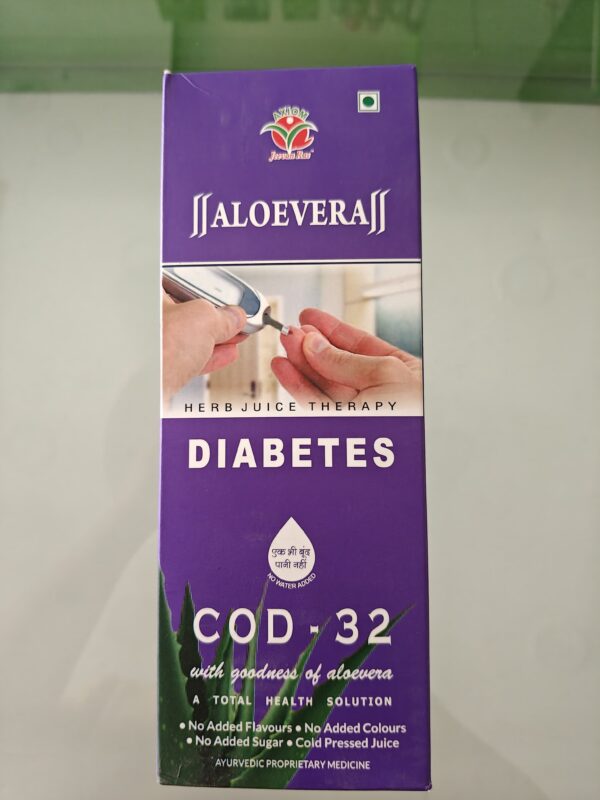 AXIOM
Jeevan Ras
ALOEVERA
HERB JUICE THERAPY
DIABETES
एक भी बूंद
पानी नहीं
NO WATER ADDED
COD - 32
with goodness of aloevera
A TOTAL HEALTH SOLUTION
• No Added Flavours • No Added Colours
• No Added Sugar • Cold Pressed Juice
AYURVEDIC PROPRIETARY MEDICINE